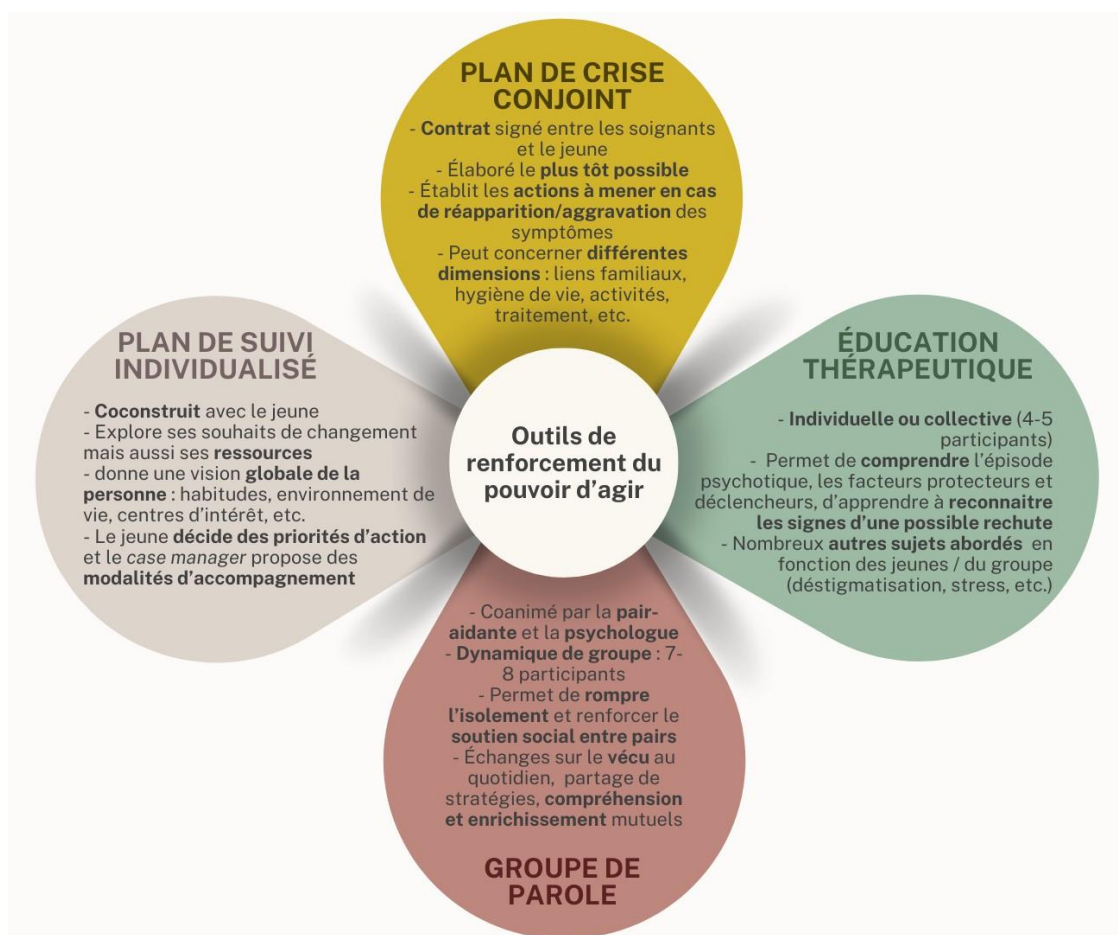 PLAN DE CRISE
CONJOINT
- Contrat signé entre les soignants
et le jeune
- Élaboré le plus tôt possible
- Établit les actions à mener en cas
de réapparition/aggravation des
symptômes
- Peut concerner différentes
dimensions : liens familiaux,
hygiène de vie, activités,
traitement, etc.
PLAN DE SUIVI
INDIVIDUALISÉ
- Coconstruit avec le jeune
- Explore ses souhaits de changement
mais aussi ses ressources
- donne une vision globale de la
personne : habitudes, environnement de
vie, centres d'intérêt, etc.
- Le jeune décide des priorités d'action
et le case manager propose des
modalités d'accompagnement
Outils de
renforcement du
pouvoir d'agir
ÉDUCATION
THÉRAPEUTIQUE
- Individuelle ou collective (4-5
participants)
- Permet de comprendre l'épisode
psychotique, les facteurs protecteurs et
déclencheurs, d'apprendre à reconnaitre
les signes d'une possible rechute
- Nombreux autres sujets abordés en
fonction des jeunes / du groupe
(déstigmatisation, stress, etc.)
- Coanimé par la pair-
aidante et la psychologue
- Dynamique de groupe : 7-
8 participants
- Permet de rompre
l'isolement et renforcer le
soutien social entre pairs
- Échanges sur le vécu au
quotidien, partage de
stratégies, compréhension
et enrichissement mutuels
GROUPE DE
PAROLE